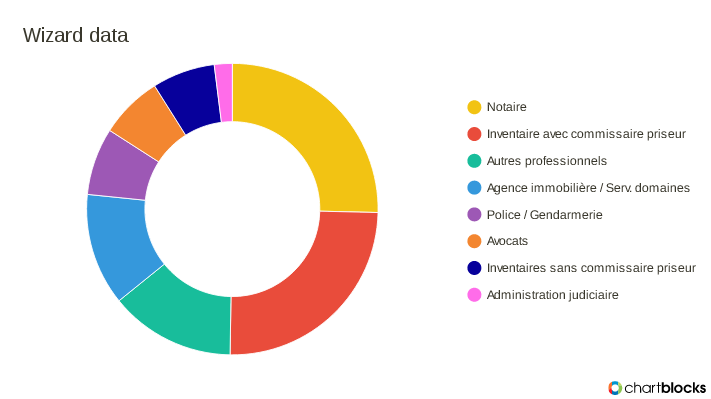 Wizard data
Notaire
Inventaire avec commissaire priseur
Autres professionnels
Agence immobilière / Serv. domaines
Police / Gendarmerie
Avocats
Inventaires sans commissaire priseur
Administration judiciaire
chartblocks